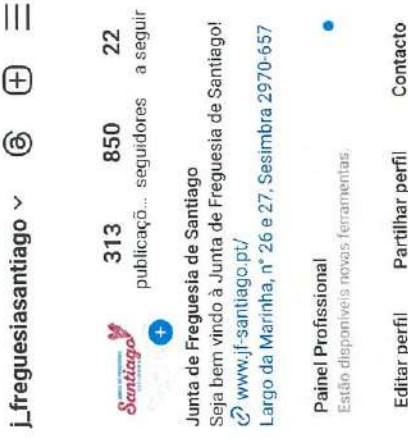 j_freguesiasantiago
Santiago
313 850 22
publicaçõ... seguidores a seguir
Junta de Freguesia de Santiago
Seja bem vindo à Junta de Freguesia de Santiago!
www.jf-santiago.pt/
Largo da Marinha, n° 26 e 27, Sesimbra 2970-657
Painel Profissional
Estão disponíveis novas ferramentas.
Editar perfil Partilhar perfil Contacto